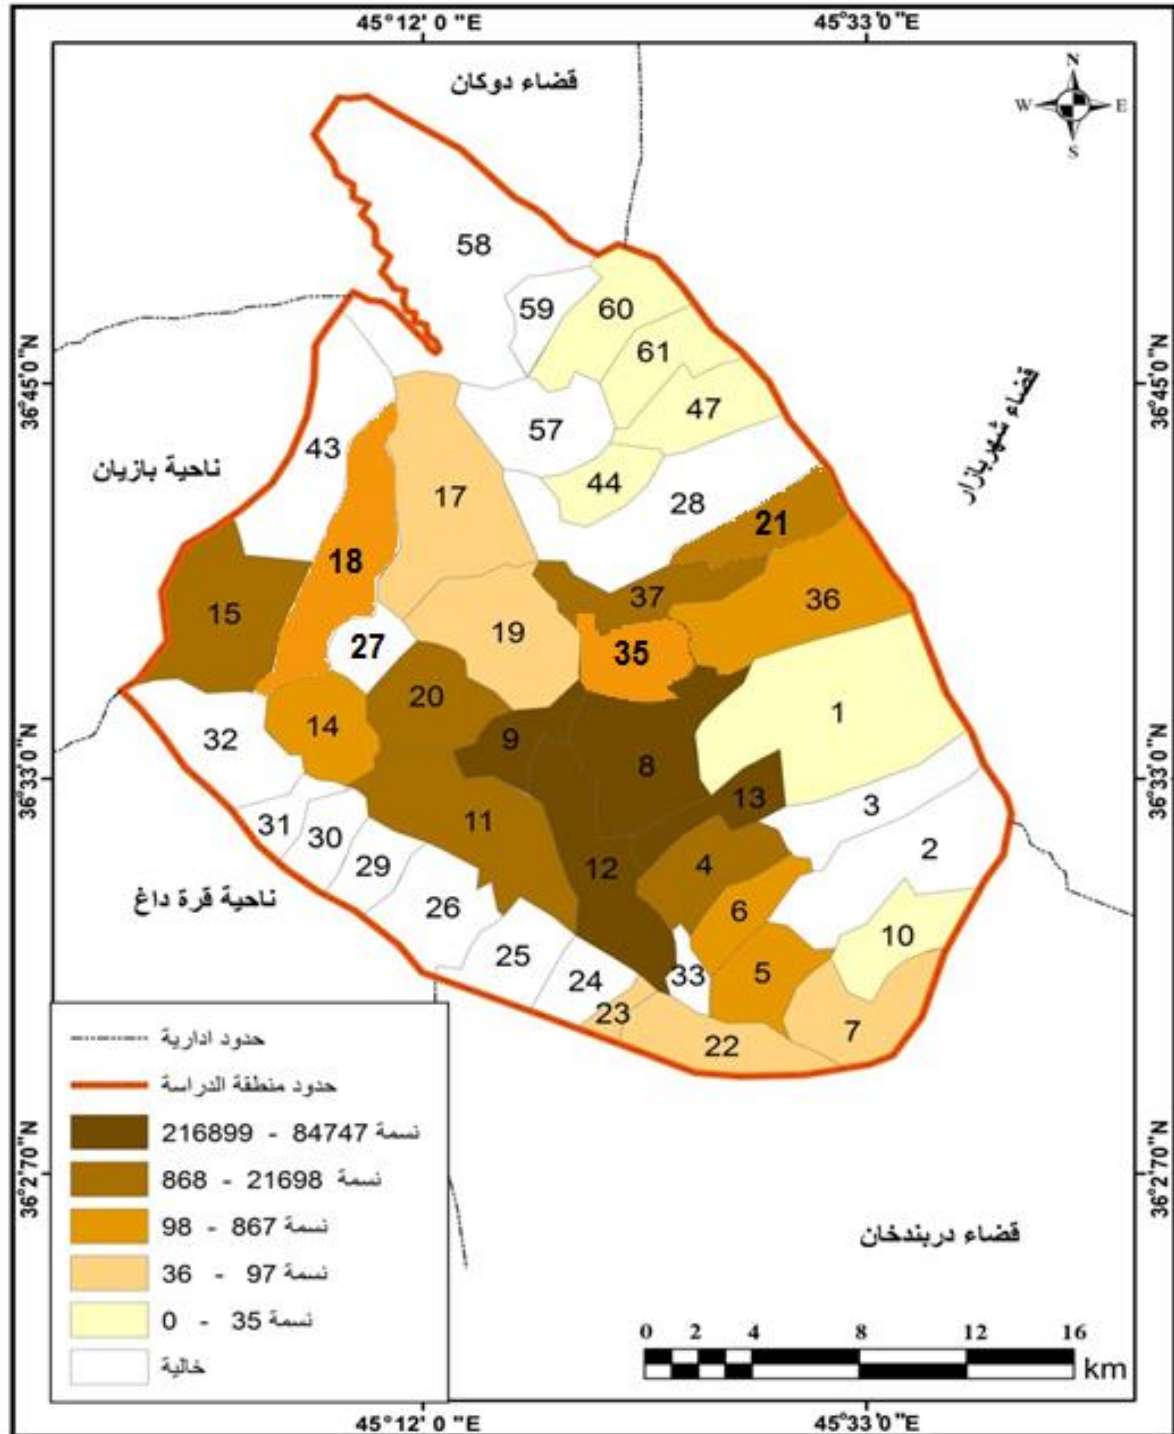 45°12' 0 "E
45°33' 0 "E
قضاء دوكان
N
W
E
S
58
59
60
61
36°45' 0"N
36°45' 0"N
47
57
قضاء شهربازار
43
ناحية بازيان
44
17
28
21
18
15
37
36
27
19
35
20
1
14
32
9
8
36°33' 0"N
36°33' 0"N
13
3
31
11
30
2
29
12
4
ناحية قرة داغ
26
6
10
25
5
24
33
23
7
22
حدود ادارية
حدود منطقة الدراسة
216899 - 84747 نسمة
868 - 21698 نسمة
98 - 867 نسمة
36 - 97 نسمة
0 - 35 نسمة
خالية
36°2'70"N
36°2'70"N
قضاء دربندخان
0 2 4 8 12 16
km
45°12' 0 "E
45°33' 0 "E